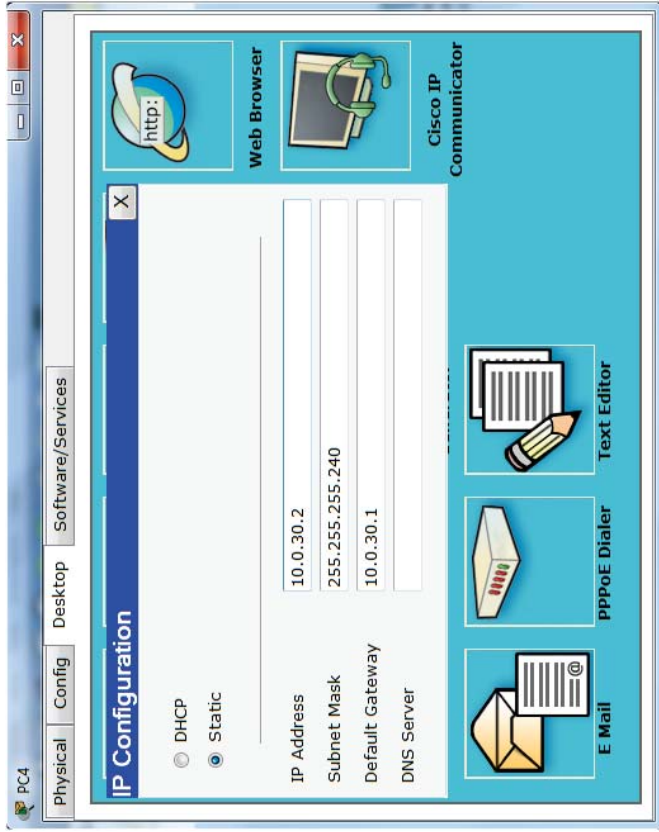 PC4
X
Physical
Config
Desktop
Software/Services
IP Configuration
X
DHCP
Static
IP Address
10.0.30.2
Subnet Mask
255.255.255.240
Default Gateway
10.0.30.1
DNS Server
http:
Web Browser
Cisco IP
Communicator
@
E Mail
PPPoE Dialer
Text Editor